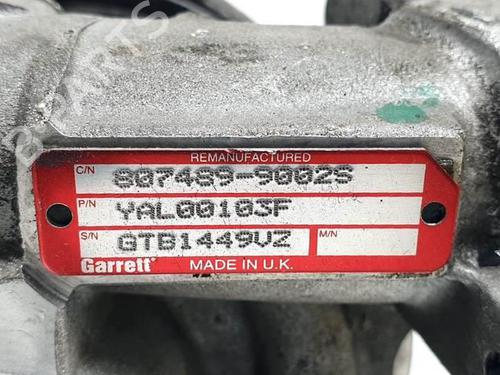 REMANUFACTURED
C/N 807489-9002S
P/N YAL00103F
S/N GTB1449VZ M/N
Garrett MADE IN U.K.